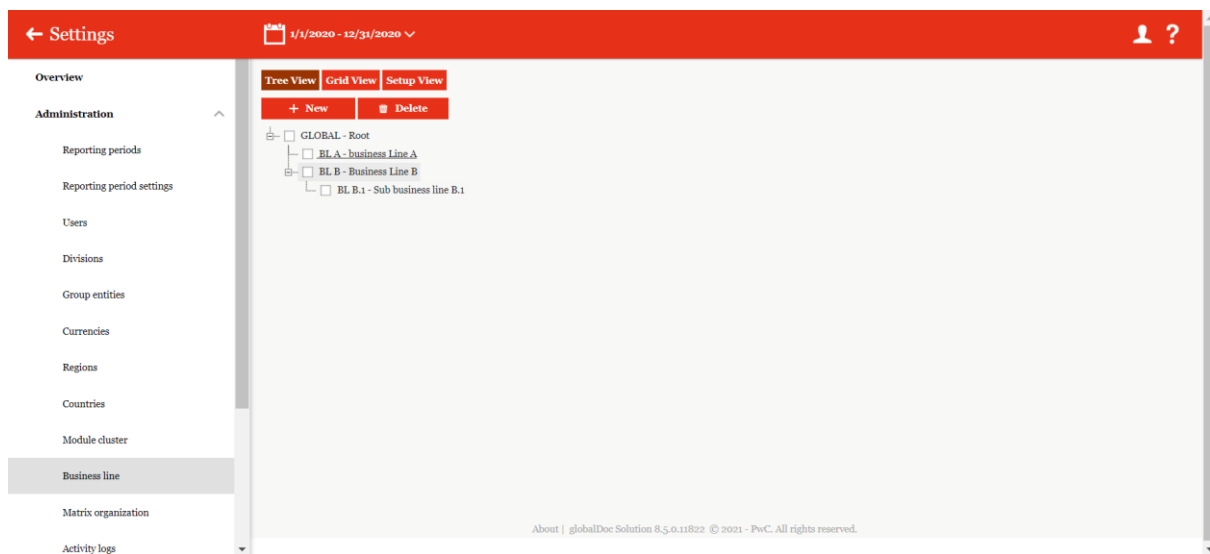 ← Settings
1/1/2020 - 12/31/2020
?
Overview
Administration
Reporting periods
Reporting period settings
Users
Divisions
Group entities
Currencies
Regions
Countries
Module cluster
Business line
Matrix organization
Activity logs
Tree View Grid View Setup View
+ New Delete
GLOBAL - Root
BL A - business Line A
BL B - Business Line B
BL B.1 - Sub business line B.1
About | globalDoc Solution 8.5.0.11822 © 2021 - PwC. All rights reserved.